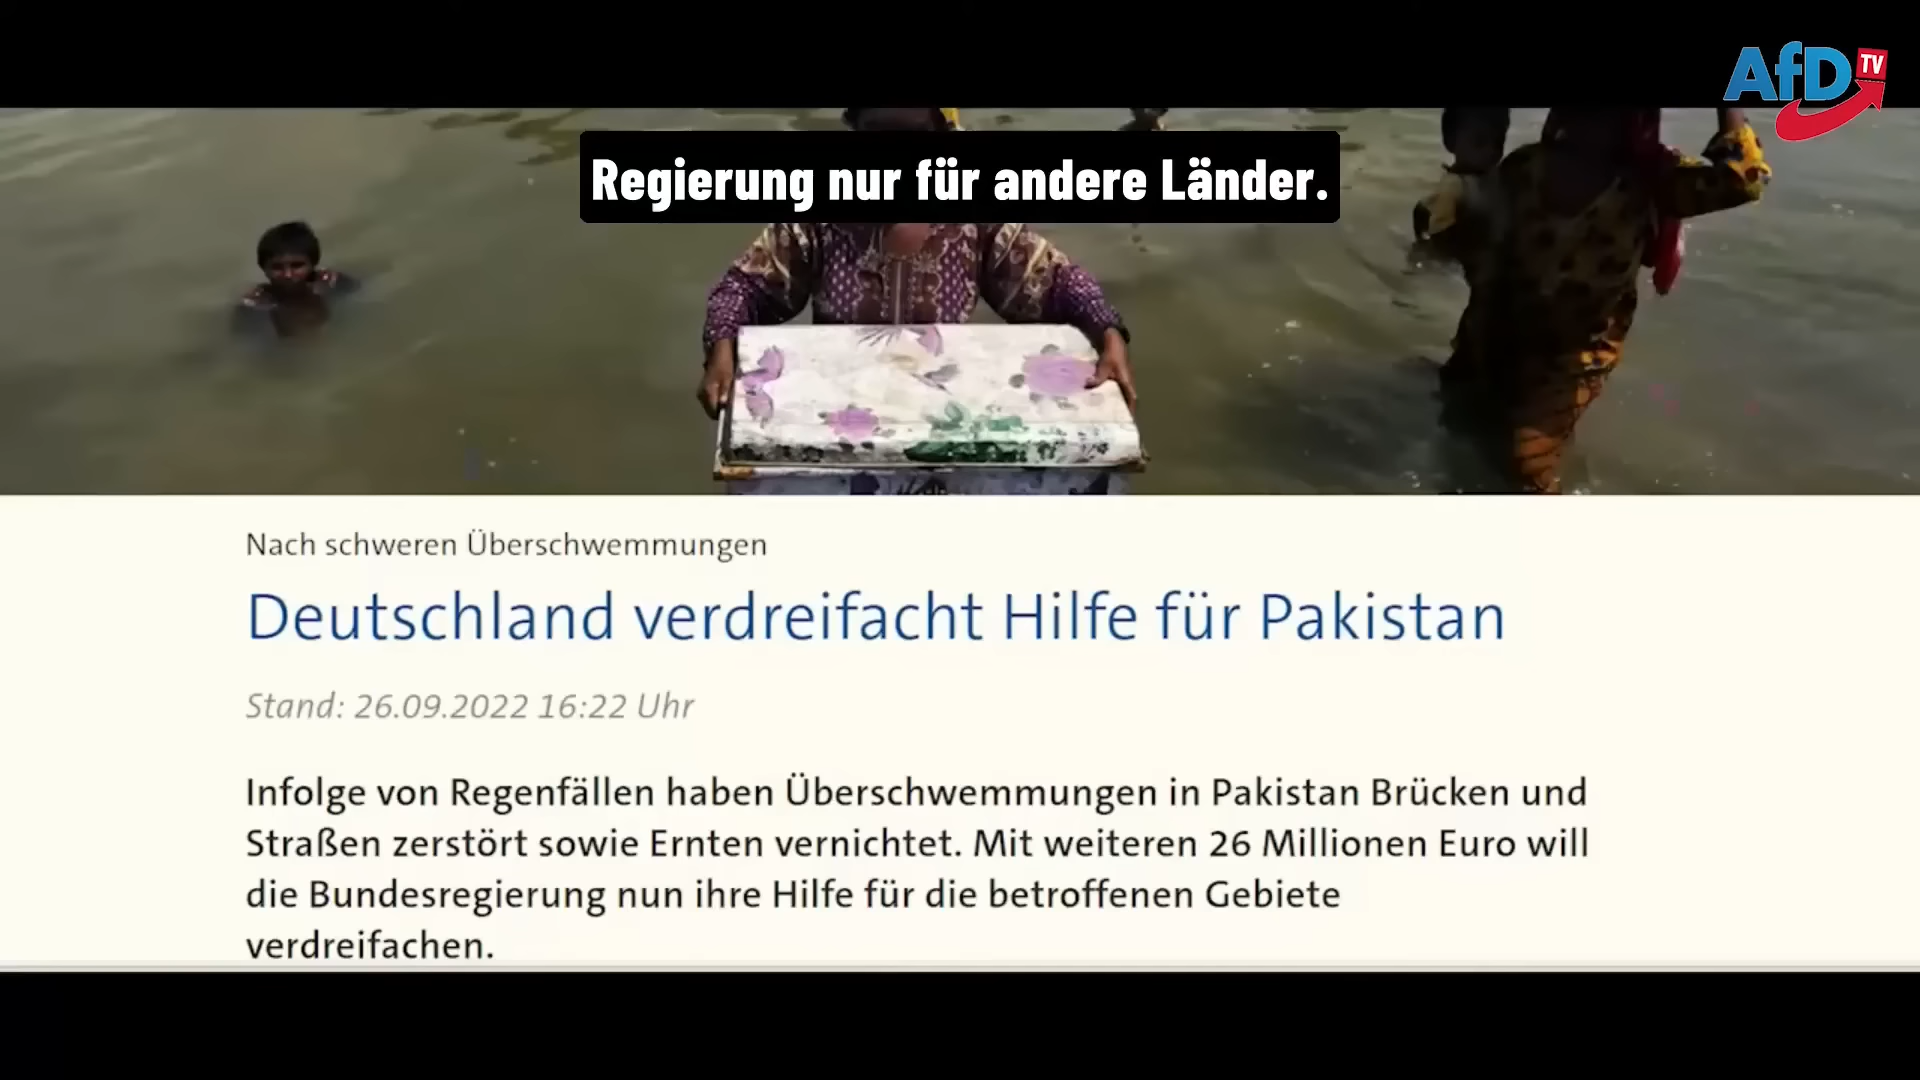 AfD TV
Regierung nur für andere Länder.
Nach schweren Überschwemmungen
Deutschland verdreifacht Hilfe für Pakistan
Stand: 26.09.2022 16:22 Uhr
Infolge von Regenfällen haben Überschwemmungen in Pakistan Brücken und
Straßen zerstört sowie Ernten vernichtet. Mit weiteren 26 Millionen Euro will
die Bundesregierung nun ihre Hilfe für die betroffenen Gebiete
verdreifachen.